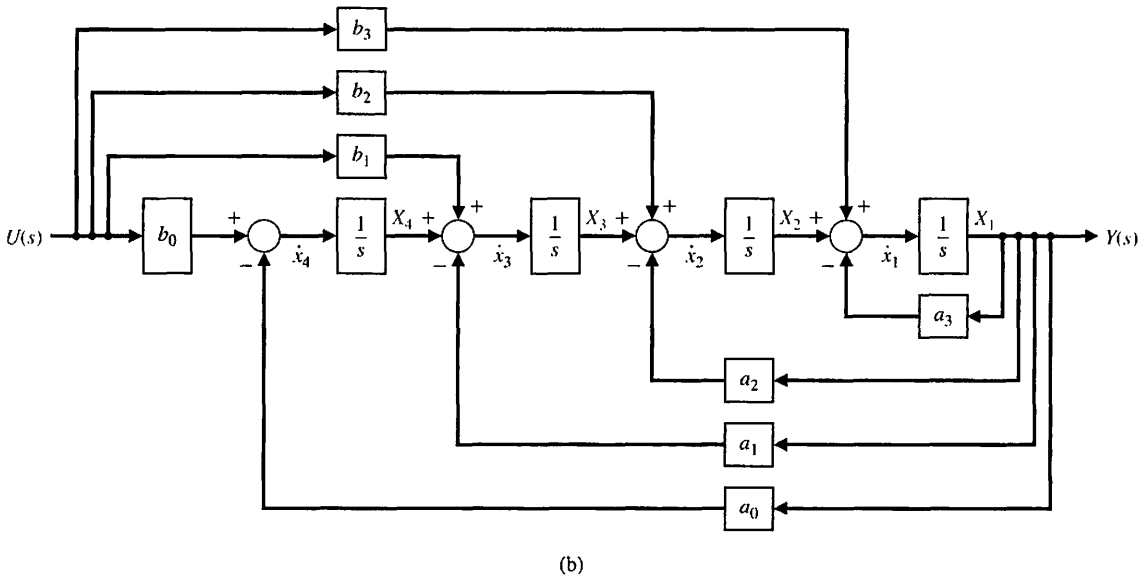 b3
+
b2
+
b1
+
U(s)
b0
+
−
ẋ4
1/s
X4 +
−
ẋ3
1/s
X3 +
−
ẋ2
1/s
X2 +
−
ẋ1
1/s
X1
Y(s)
a3
a2
a1
a0
(b)